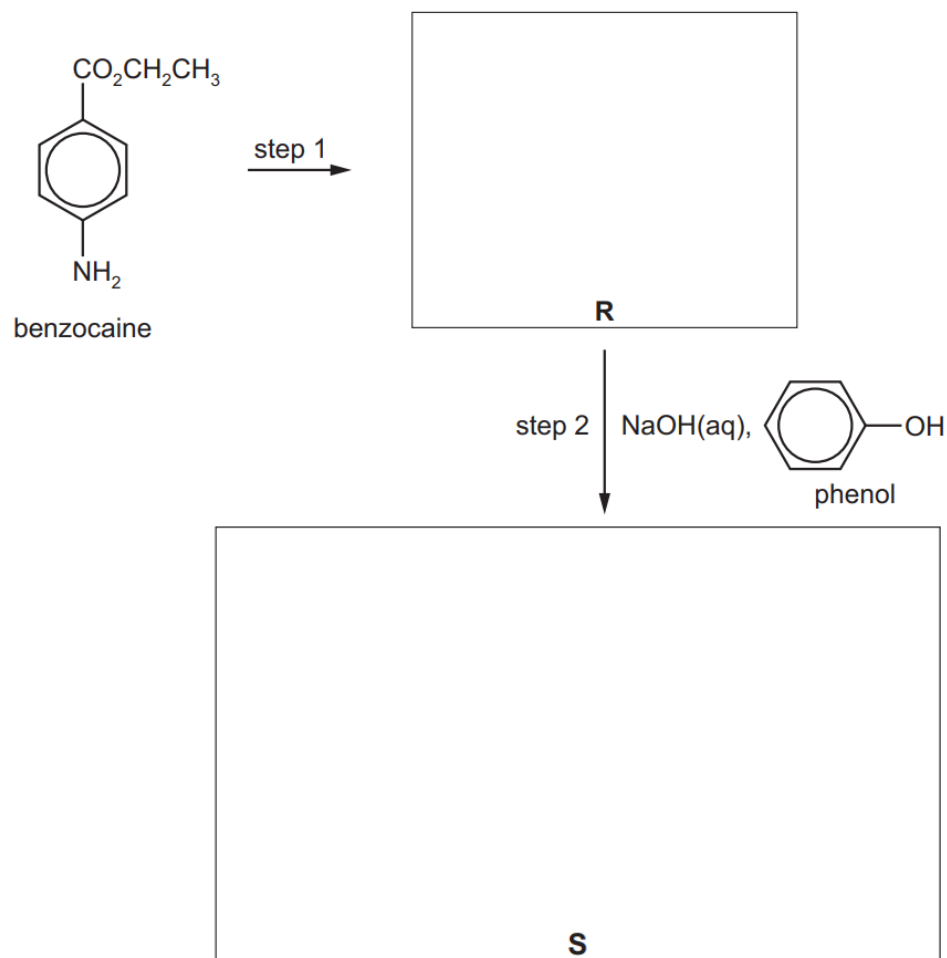 CO₂CH₂CH₃
step 1
NH₂
benzocaine
R
step 2 NaOH(aq), OH
phenol
S